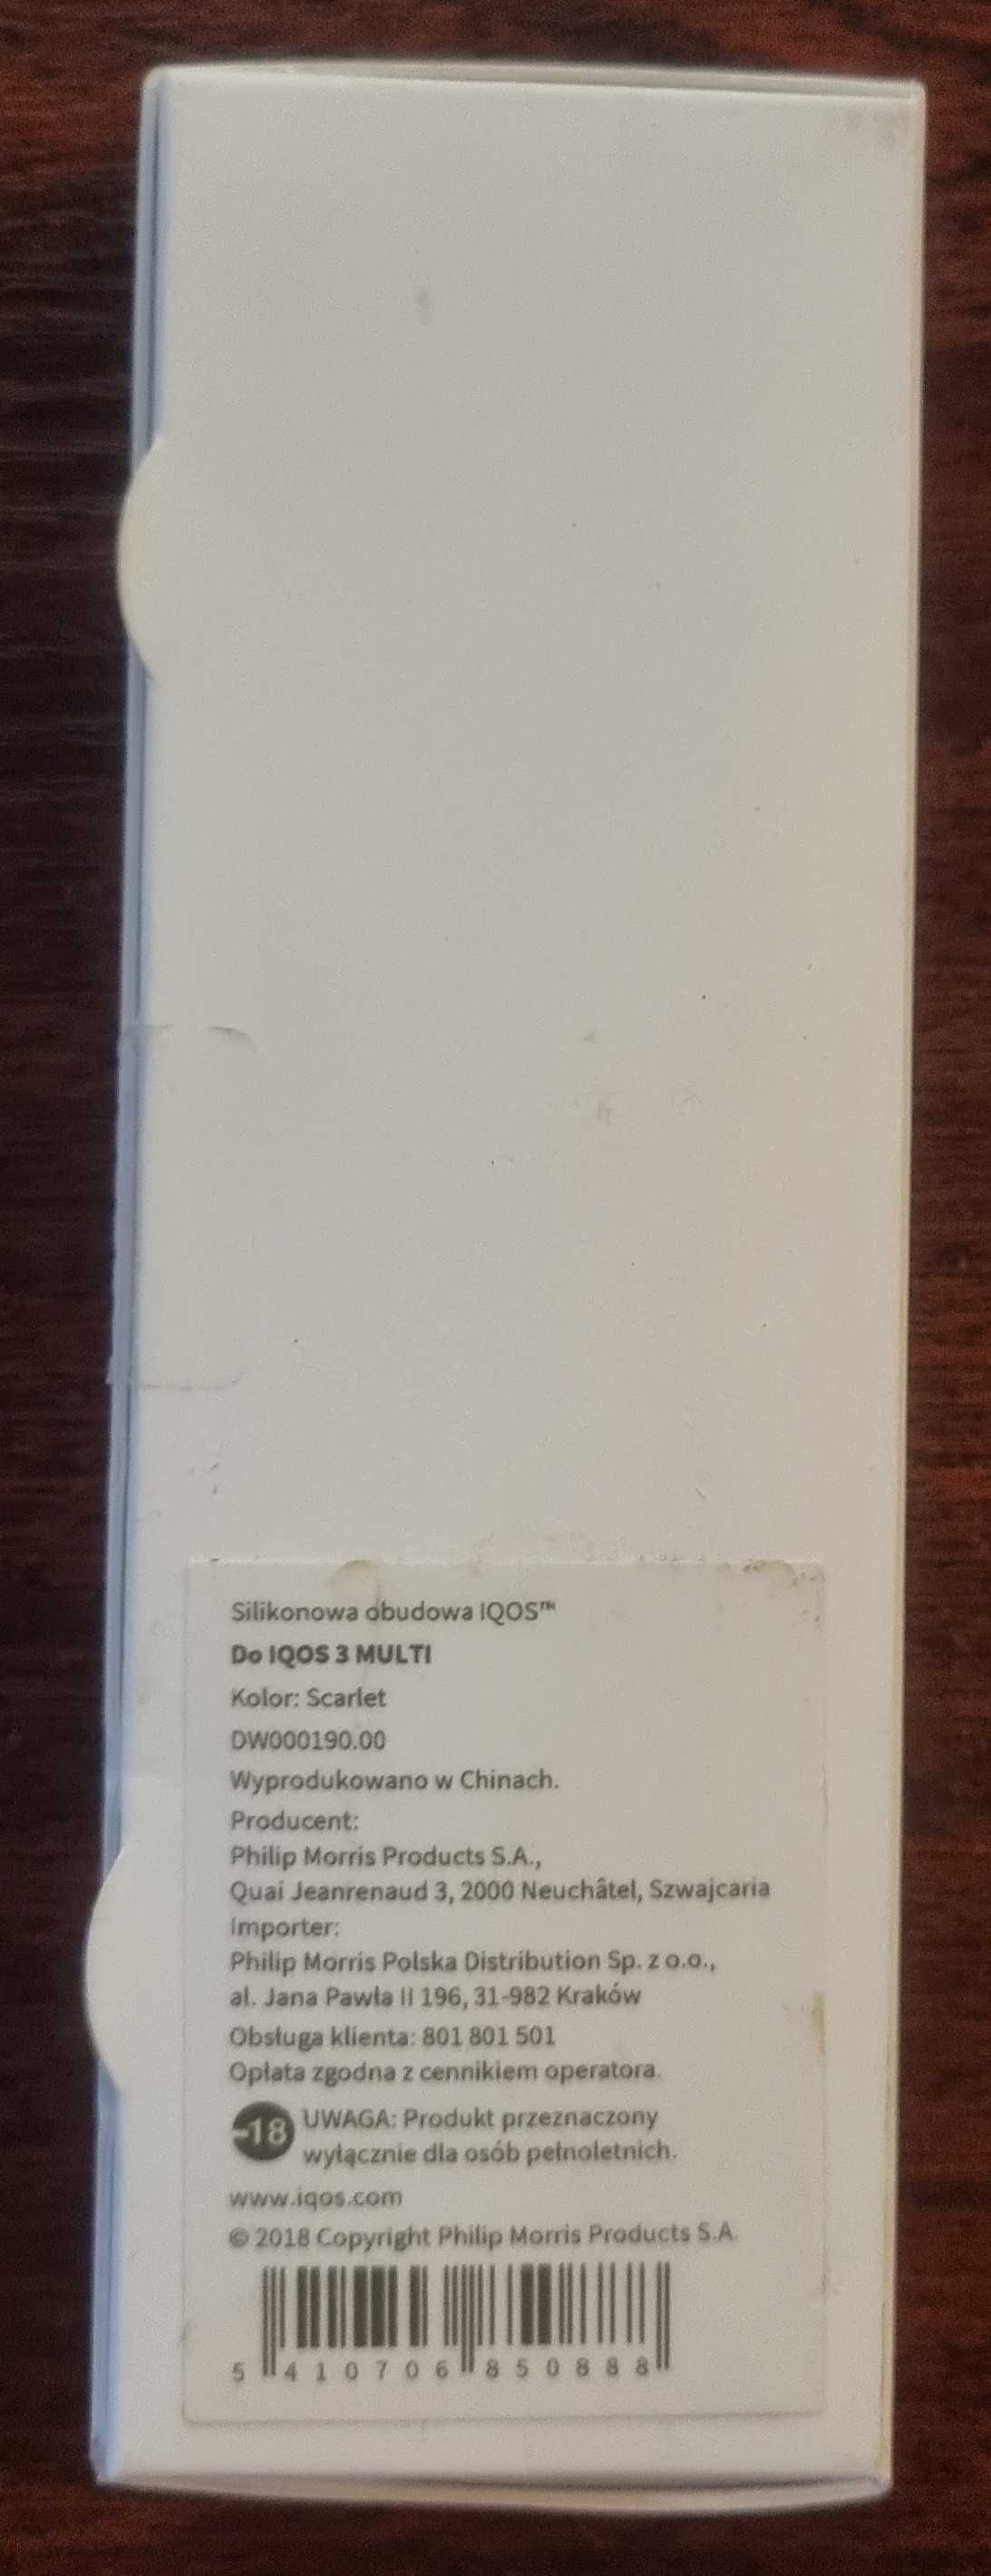 Silikonowa obudowa IQOS™
Do IQOS 3 MULTI
Kolor: Scarlet
DW000190.00
Wyprodukowano w Chinach.
Producent:
Philip Morris Products S.A.,
Quai Jeanrenaud 3, 2000 Neuchâtel, Szwajcaria
Importer:
Philip Morris Polska Distribution Sp. z o.o.,
al. Jana Pawła II 196, 31-982 Kraków
Obsługa klienta: 801 801 501
Opłata zgodna z cennikiem operatora.
-18 UWAGA: Produkt przeznaczony
wyłącznie dla osób pełnoletnich.
www.iqos.com
© 2018 Copyright Philip Morris Products S.A.
5 410706 850888